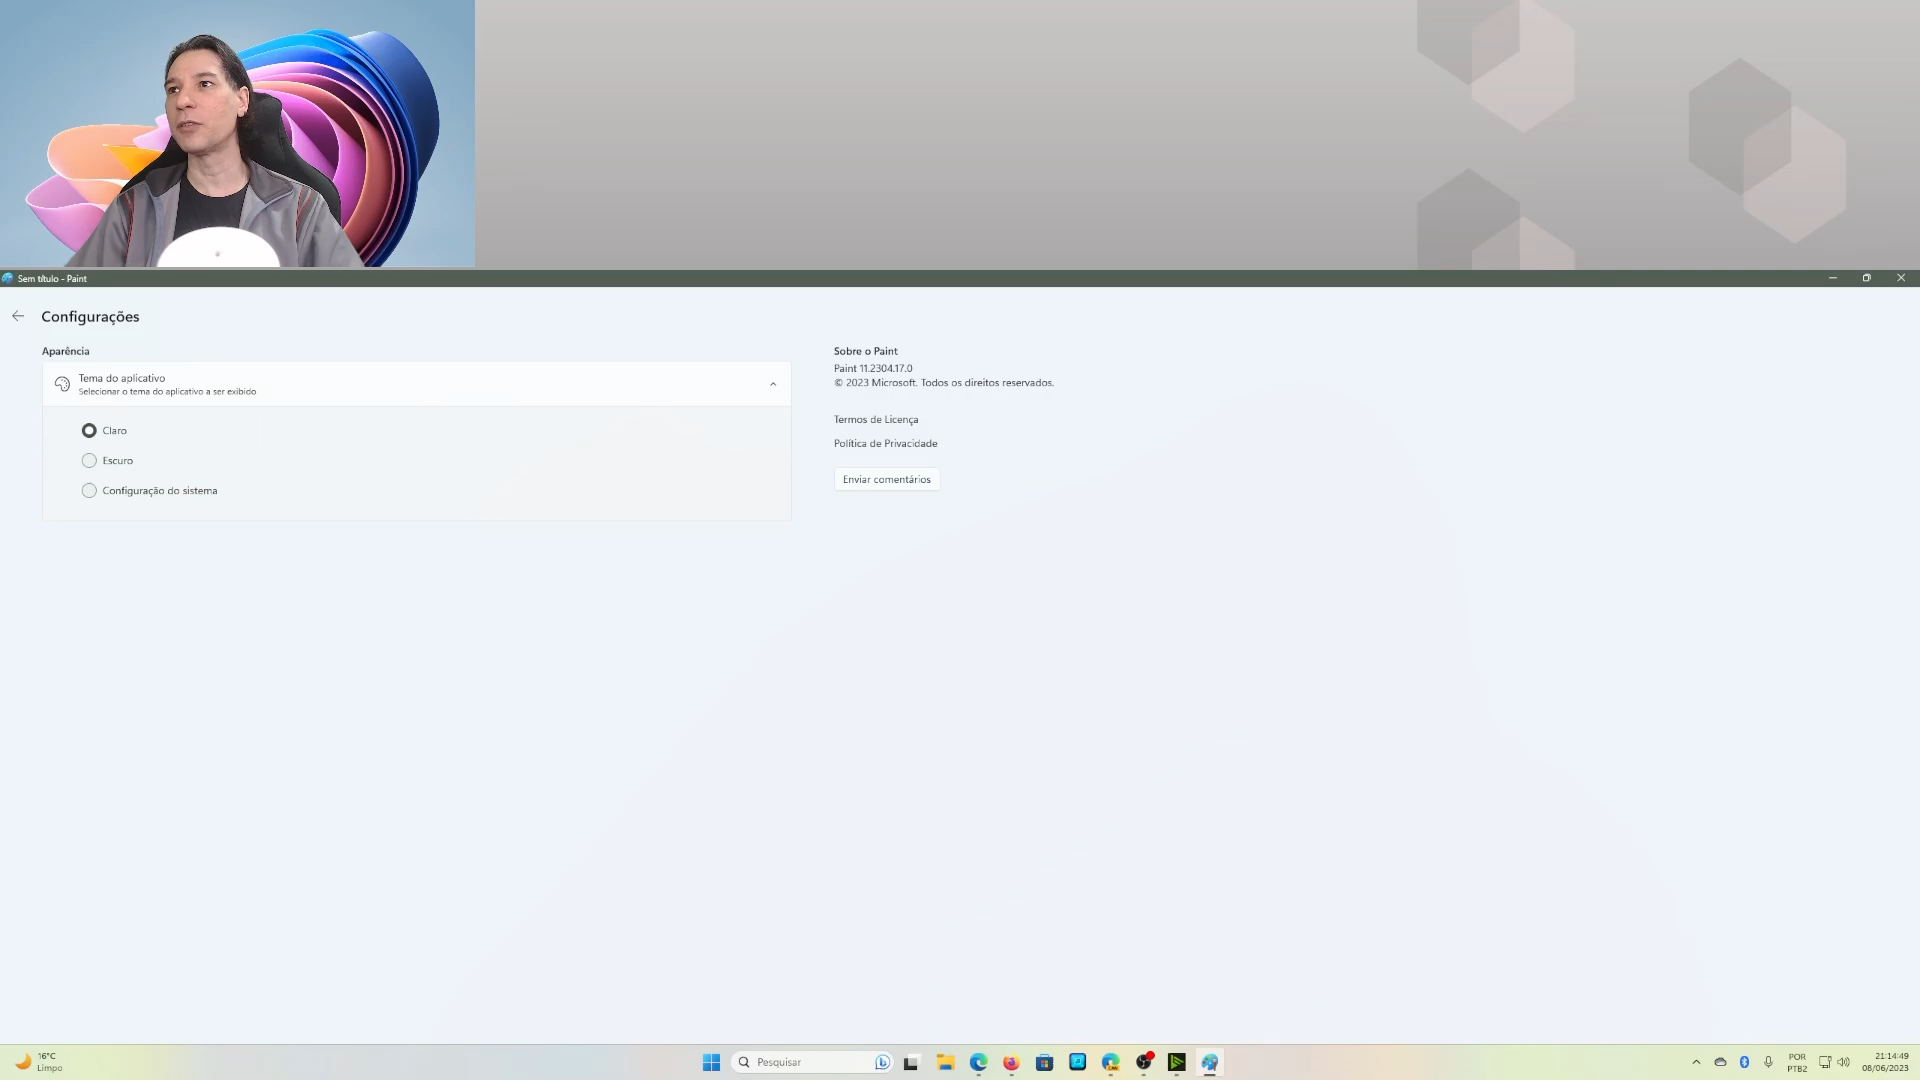 Sem título - Paint
Configurações
Aparência
Tema do aplicativo
Selecionar o tema do aplicativo a ser exibido
Claro
Escuro
Configuração do sistema
Sobre o Paint
Paint 11.2304.17.0
© 2023 Microsoft. Todos os direitos reservados.
Termos de Licença
Política de Privacidade
Enviar comentários
16°C
Limpo
Pesquisar
POR
PTB2
21:14:49
08/06/2023